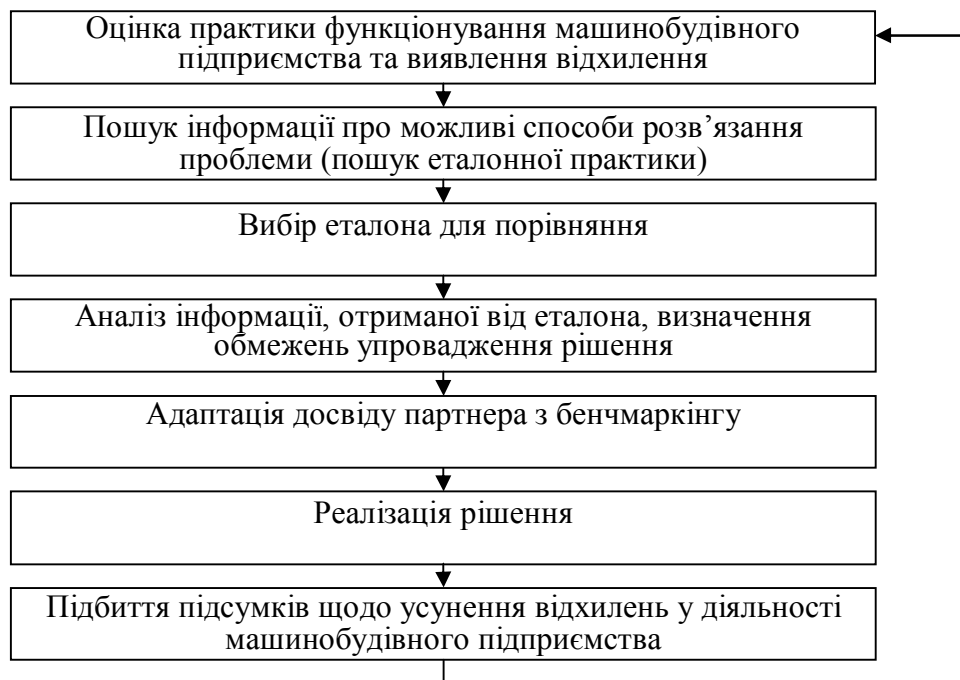 Оцінка практики функціонування машинобудівного
підприємства та виявлення відхилення
Пошук інформації про можливі способи розв’язання
проблеми (пошук еталонної практики)
Вибір еталона для порівняння
Аналіз інформації, отриманої від еталона, визначення
обмежень упровадження рішення
Адаптація досвіду партнера з бенчмаркінгу
Реалізація рішення
Підбиття підсумків щодо усунення відхилень у діяльності
машинобудівного підприємства